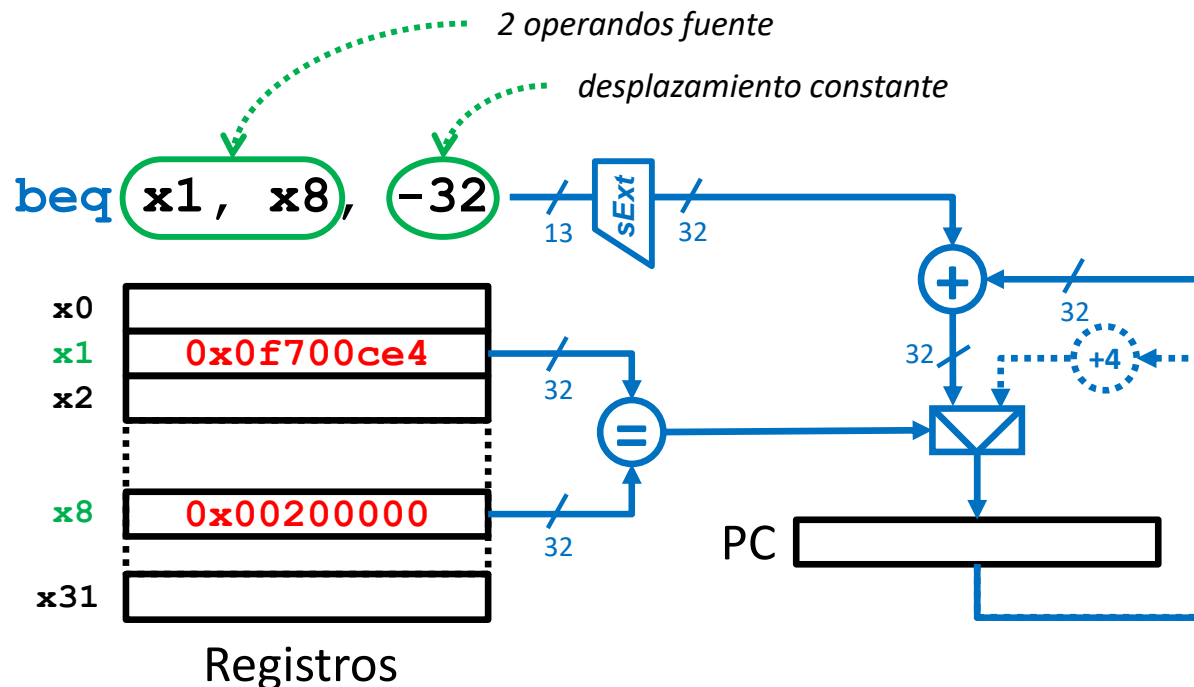 2 operandos fuente
desplazamiento constante
beq x1, x8, -32
13
sExt
32
+
32
x0
x1 0x0f700ce4
32
x2
=
32
+4
x8 0x00200000
32
PC
x31
Registros